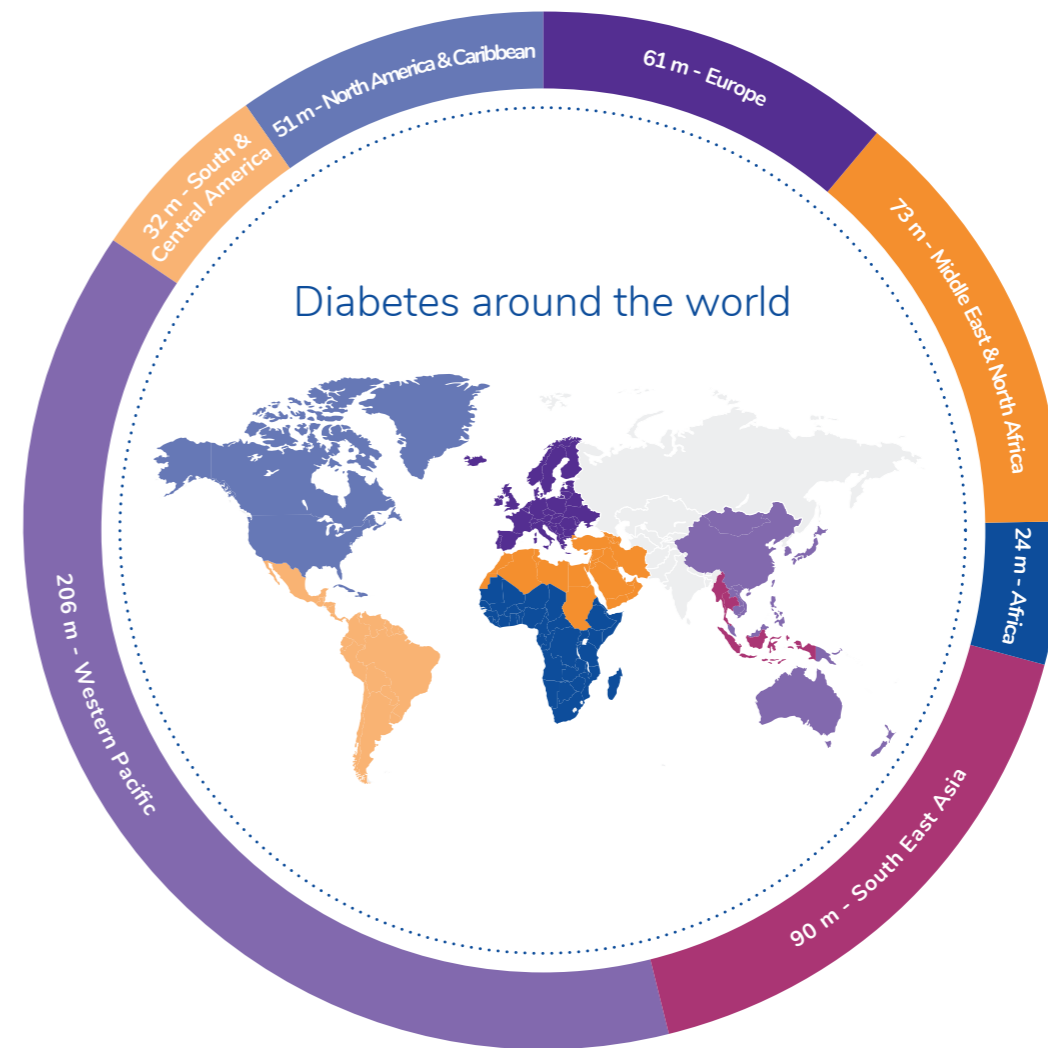 51 m - North America & Caribbean
61 m - Europe
32 m - South &
Central America
73 m - Middle East & North Africa
Diabetes around the world
24 m - Africa
206 m - Western Pacific
90 m - South East Asia